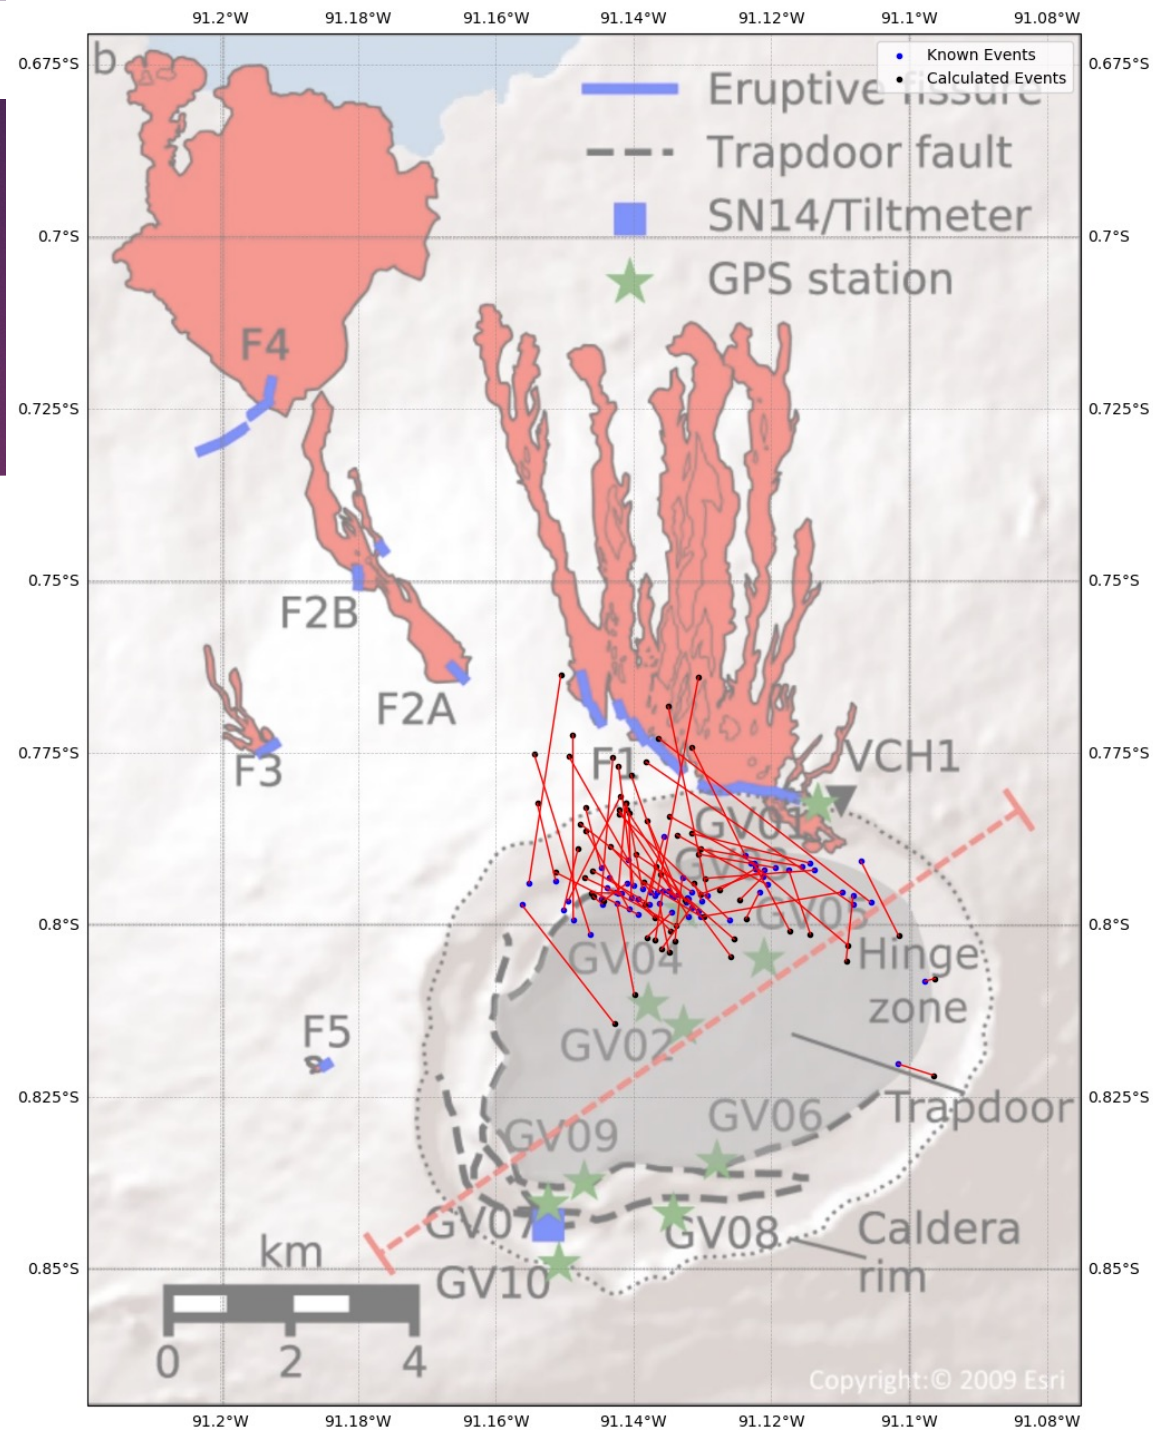 91.2°W 91.18°W 91.16°W 91.14°W 91.12°W 91.1°W 91.08°W
b
Known Events
Calculated Events
Eruptive fissure
Trapdoor fault
SN14/Tiltmeter
GPS station
0.675°S 0.675°S
0.7°S 0.7°S
F4
0.725°S 0.725°S
0.75°S 0.75°S
F2B
F2A
F3
F1
VCH1
0.775°S 0.775°S
GV01
GV03
GV05
0.8°S 0.8°S
GV04
Hinge
zone
F5
GV02
0.825°S 0.825°S
Trapdoor
GV06
GV09
GV07
GV08
Caldera
rim
km
GV10
0.85°S 0.85°S
0 2 4
Copyright:© 2009 Esri
91.2°W 91.18°W 91.16°W 91.14°W 91.12°W 91.1°W 91.08°W